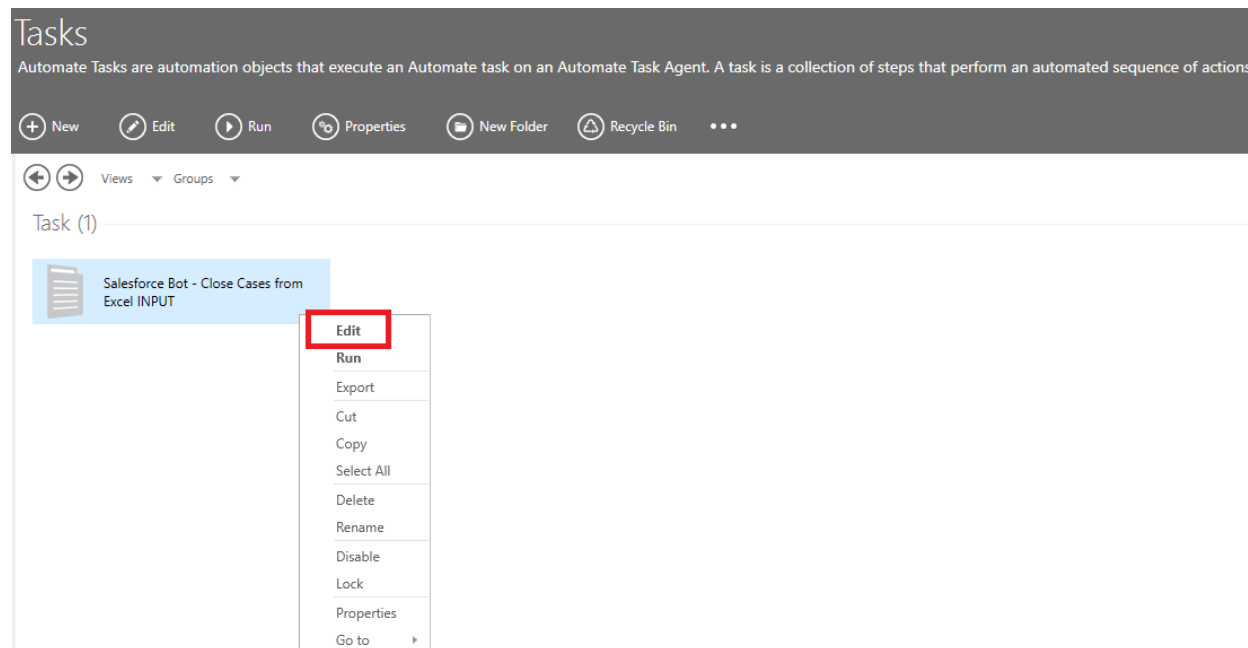 Tasks
Automate Tasks are automation objects that execute an Automate task on an Automate Task Agent. A task is a collection of steps that perform an automated sequence of actions
New Edit Run Properties New Folder Recycle Bin •••
Views Groups
Task (1)
Salesforce Bot - Close Cases from
Excel INPUT
Edit
Run
Export
Cut
Copy
Select All
Delete
Rename
Disable
Lock
Properties
Go to